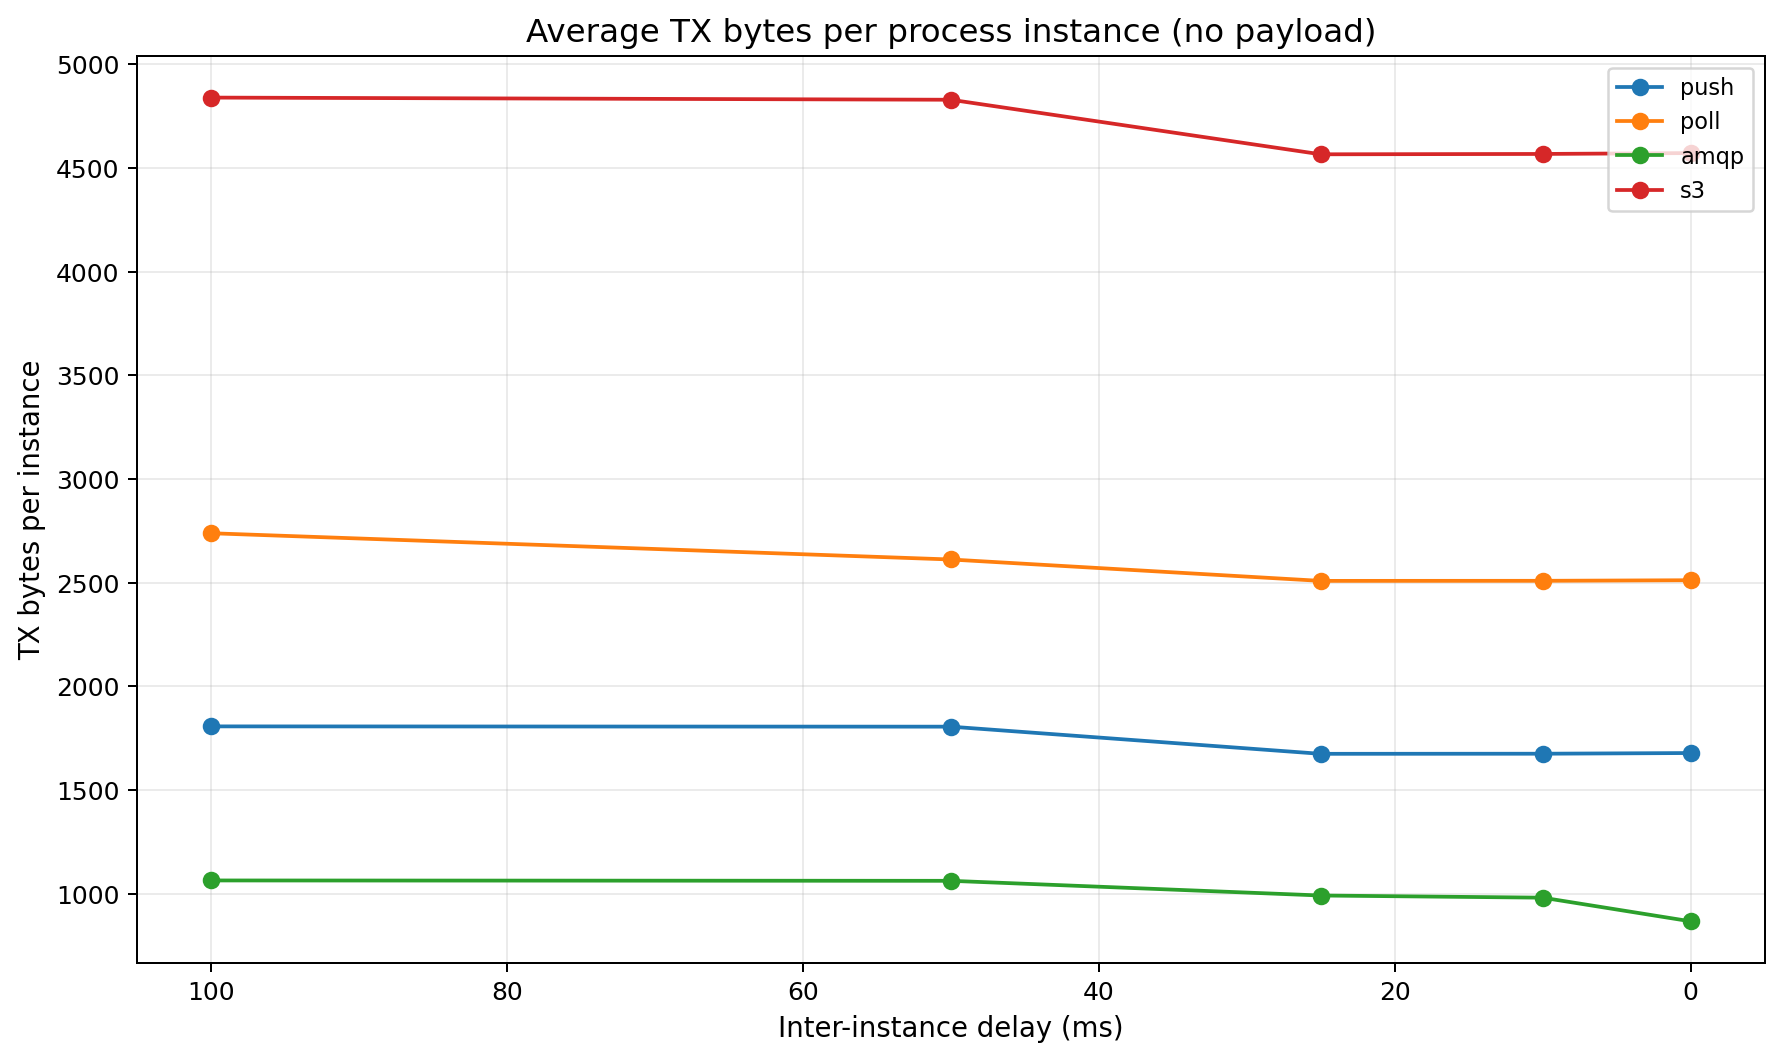 Average TX bytes per process instance (no payload)
5000
4500
4000
3500
3000
2500
2000
1500
1000
TX bytes per instance
push
poll
amqp
s3
100 80 60 40 20 0
Inter-instance delay (ms)